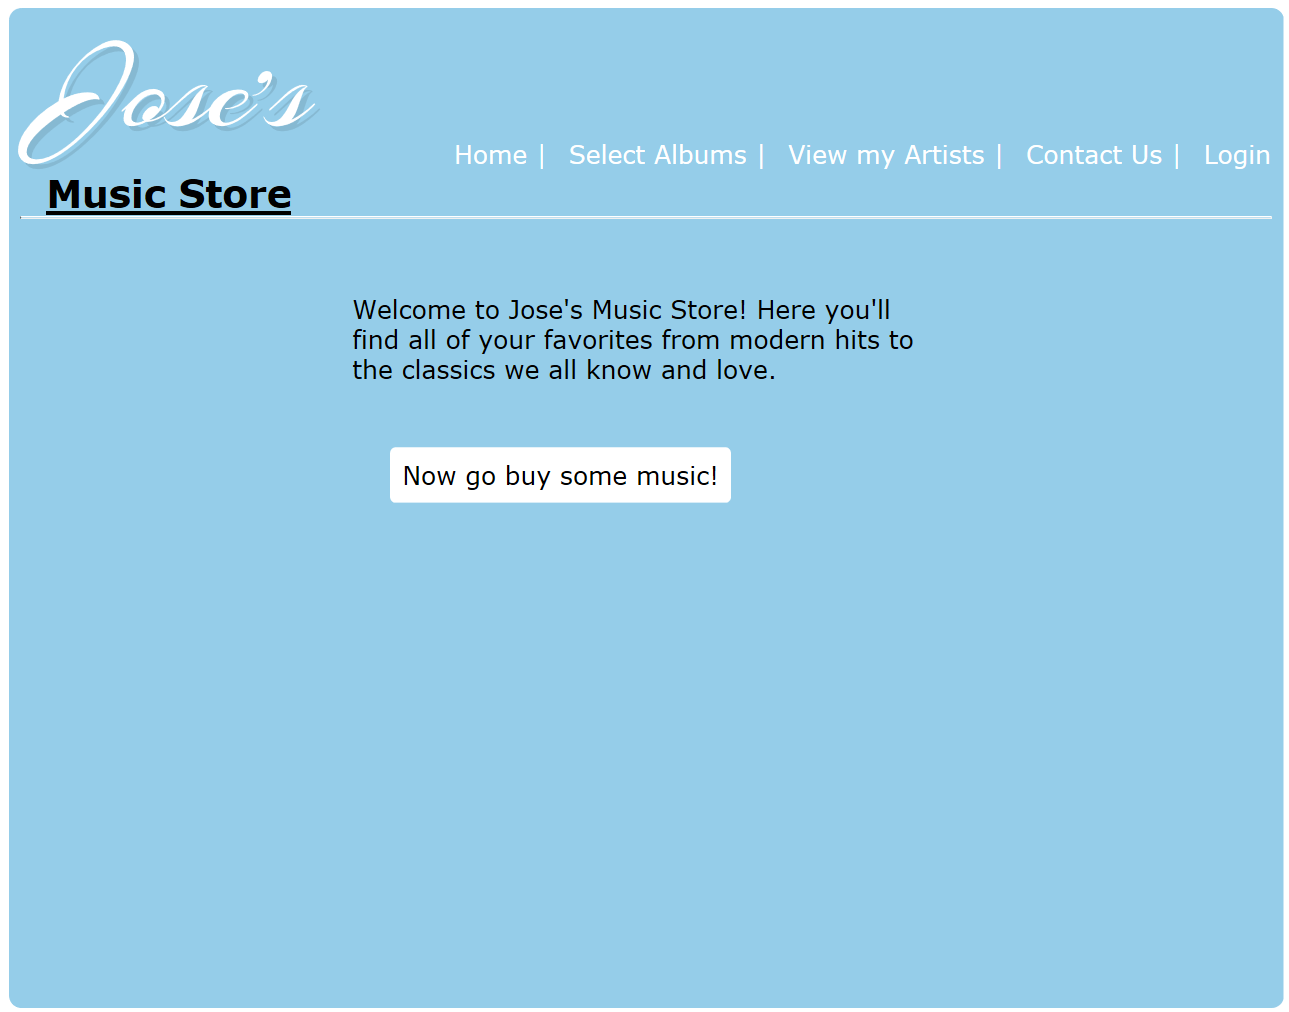 Jose's
Home | Select Albums | View my Artists | Contact Us | Login
Music Store
Welcome to Jose's Music Store! Here you'll
find all of your favorites from modern hits to
the classics we all know and love.
Now go buy some music!